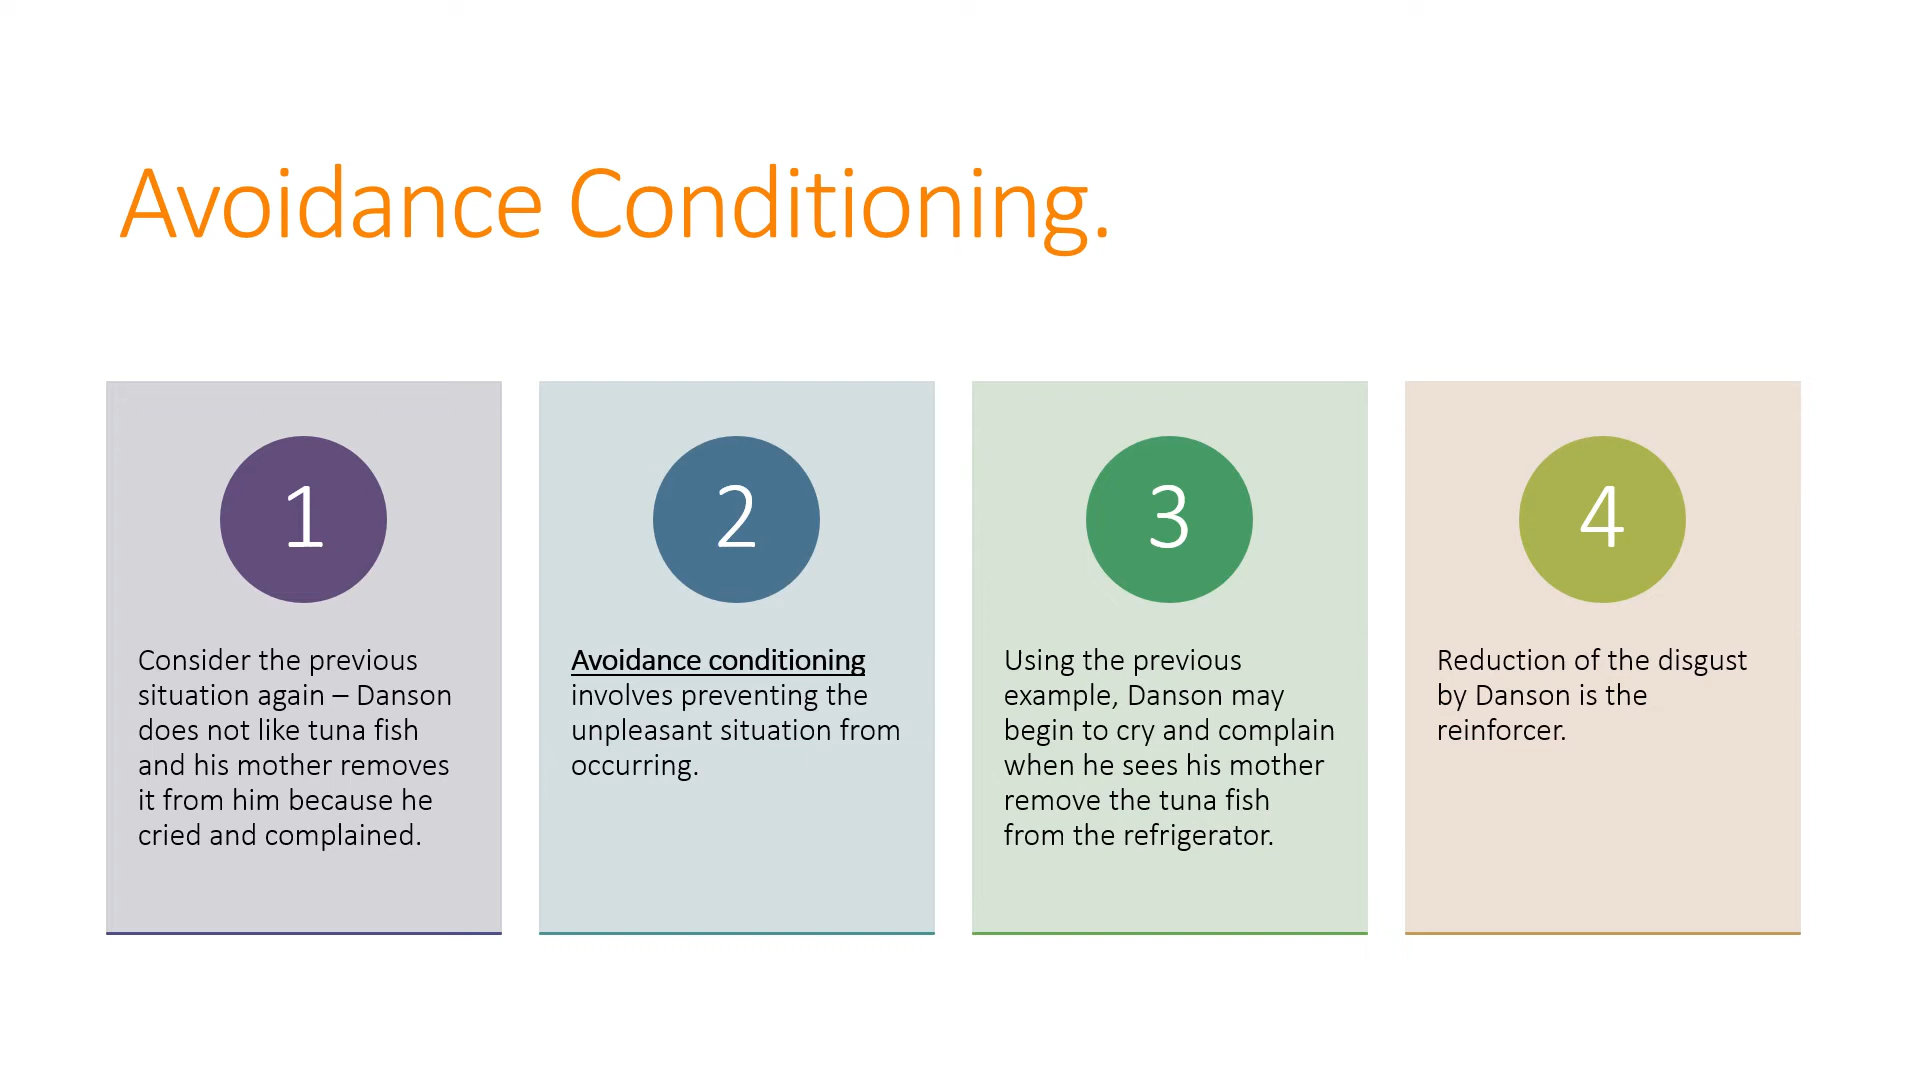 Avoidance Conditioning.
1
Consider the previous
situation again – Danson
does not like tuna fish
and his mother removes
it from him because he
cried and complained.
2
Avoidance conditioning
involves preventing the
unpleasant situation from
occurring.
3
Using the previous
example, Danson may
begin to cry and complain
when he sees his mother
remove the tuna fish
from the refrigerator.
4
Reduction of the disgust
by Danson is the
reinforcer.